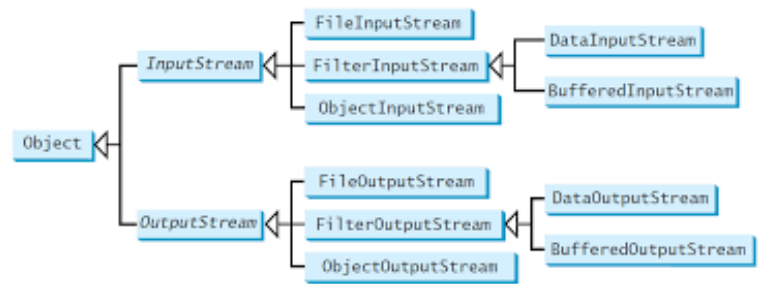 FileInputStream
DataInputStream
InputStream
FilterInputStream
BufferedInputStream
ObjectInputStream
Object
FileOutputStream
DataOutputStream
OutputStream
FilterOutputStream
BufferedOutputStream
ObjectOutputStream